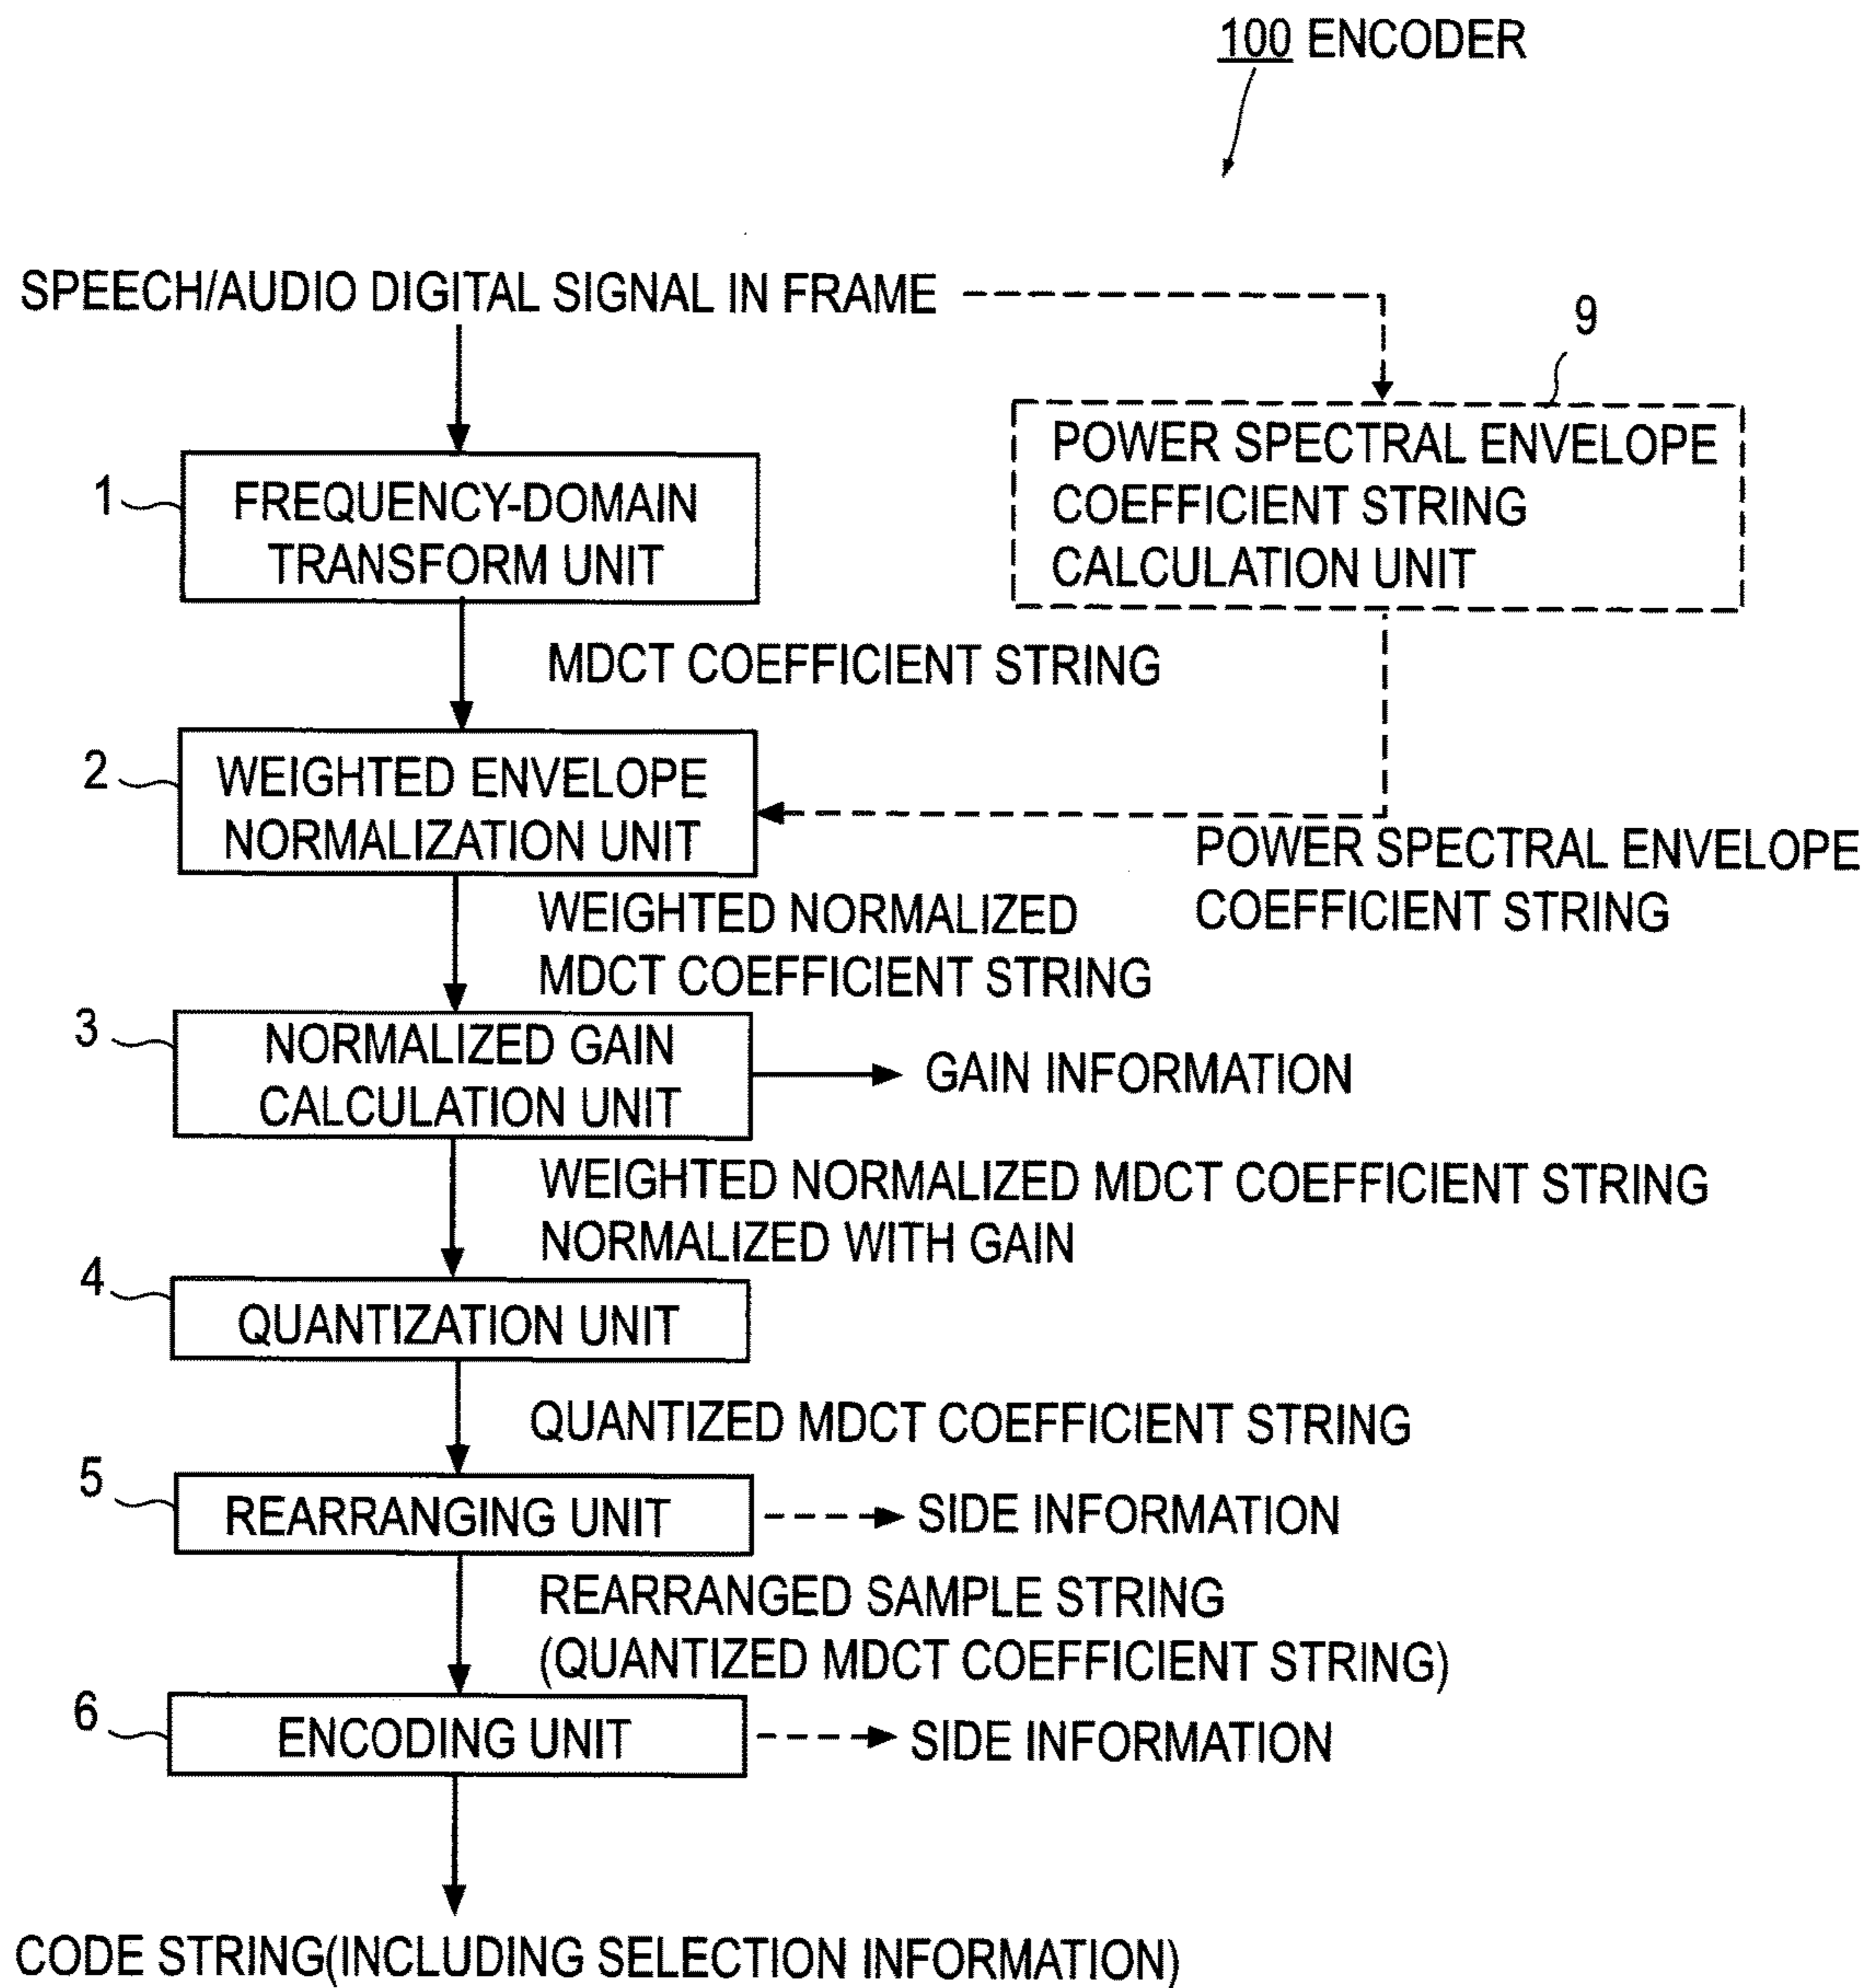 100 ENCODER
SPEECH/AUDIO DIGITAL SIGNAL IN FRAME
9
POWER SPECTRAL ENVELOPE
COEFFICIENT STRING
CALCULATION UNIT
1
FREQUENCY-DOMAIN
TRANSFORM UNIT
MDCT COEFFICIENT STRING
2
WEIGHTED ENVELOPE
NORMALIZATION UNIT
POWER SPECTRAL ENVELOPE
COEFFICIENT STRING
WEIGHTED NORMALIZED
MDCT COEFFICIENT STRING
3
NORMALIZED GAIN
CALCULATION UNIT
GAIN INFORMATION
WEIGHTED NORMALIZED MDCT COEFFICIENT STRING
NORMALIZED WITH GAIN
4
QUANTIZATION UNIT
QUANTIZED MDCT COEFFICIENT STRING
5
REARRANGING UNIT
SIDE INFORMATION
REARRANGED SAMPLE STRING
(QUANTIZED MDCT COEFFICIENT STRING)
6
ENCODING UNIT
SIDE INFORMATION
CODE STRING(INCLUDING SELECTION INFORMATION)